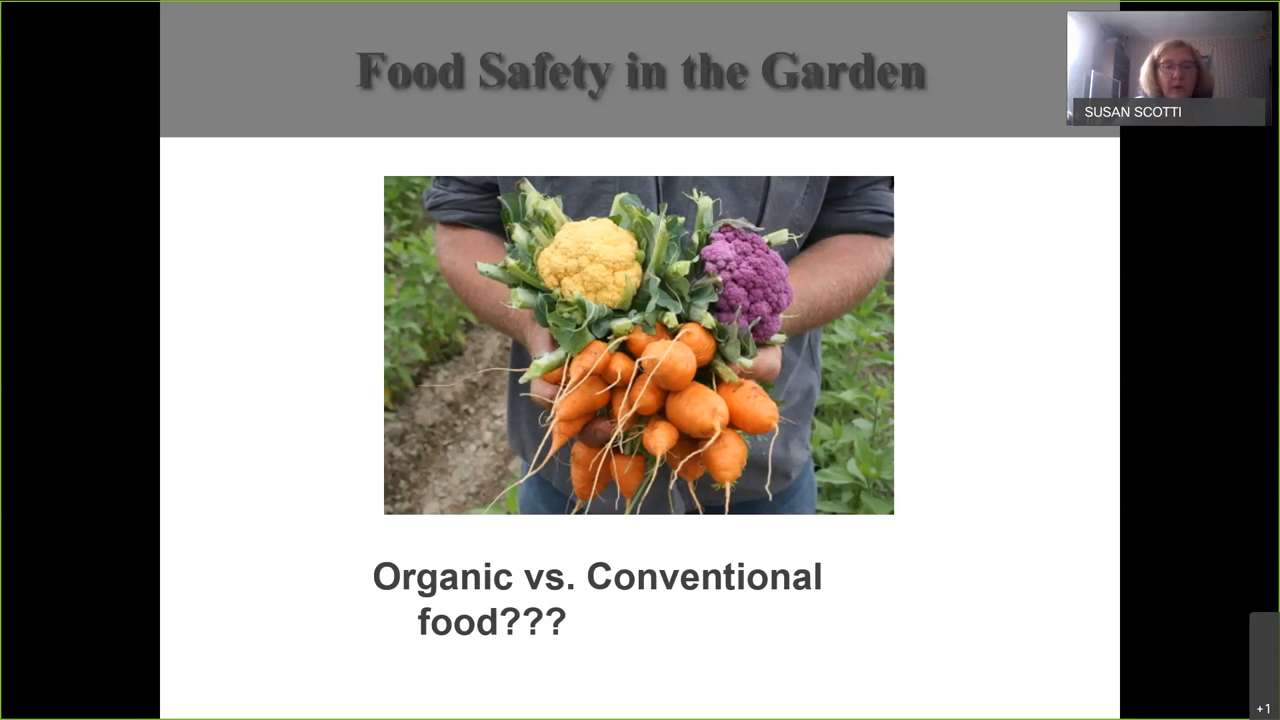 Food Safety in the Garden
SUSAN SCOTTI
Organic vs. Conventional
food???
+1